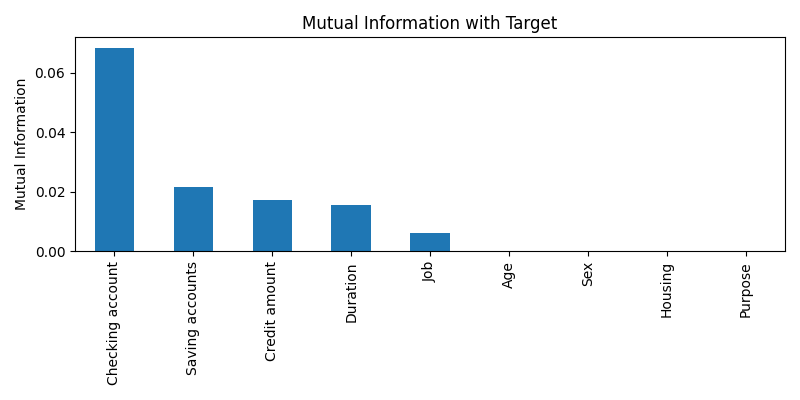 Mutual Information with Target
Mutual Information
0.06
0.04
0.02
0.00
Checking account
Saving accounts
Credit amount
Duration
Job
Age
Sex
Housing
Purpose